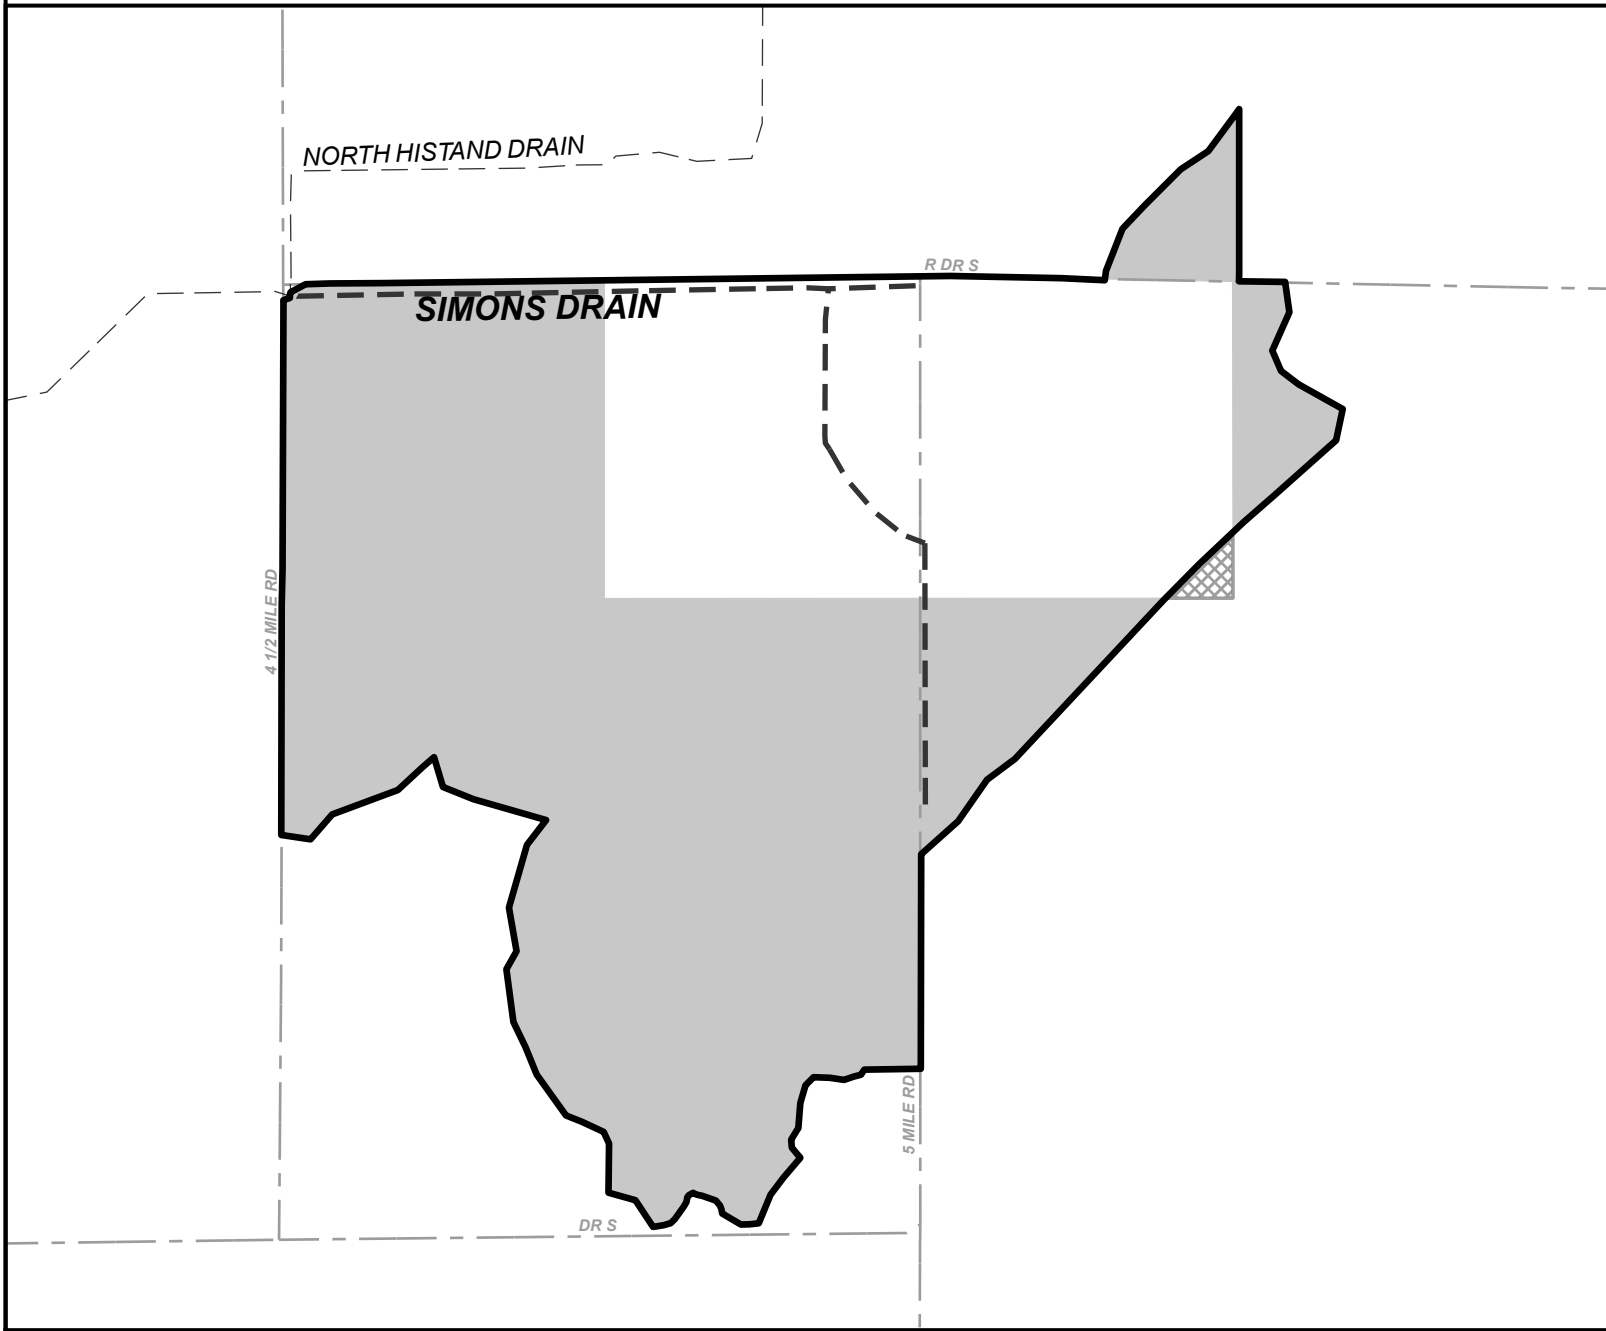 NORTH HISTAND DRAIN
R DR S
SIMONS DRAIN
4 1/2 MILE RD
5 MILE RD
DR S